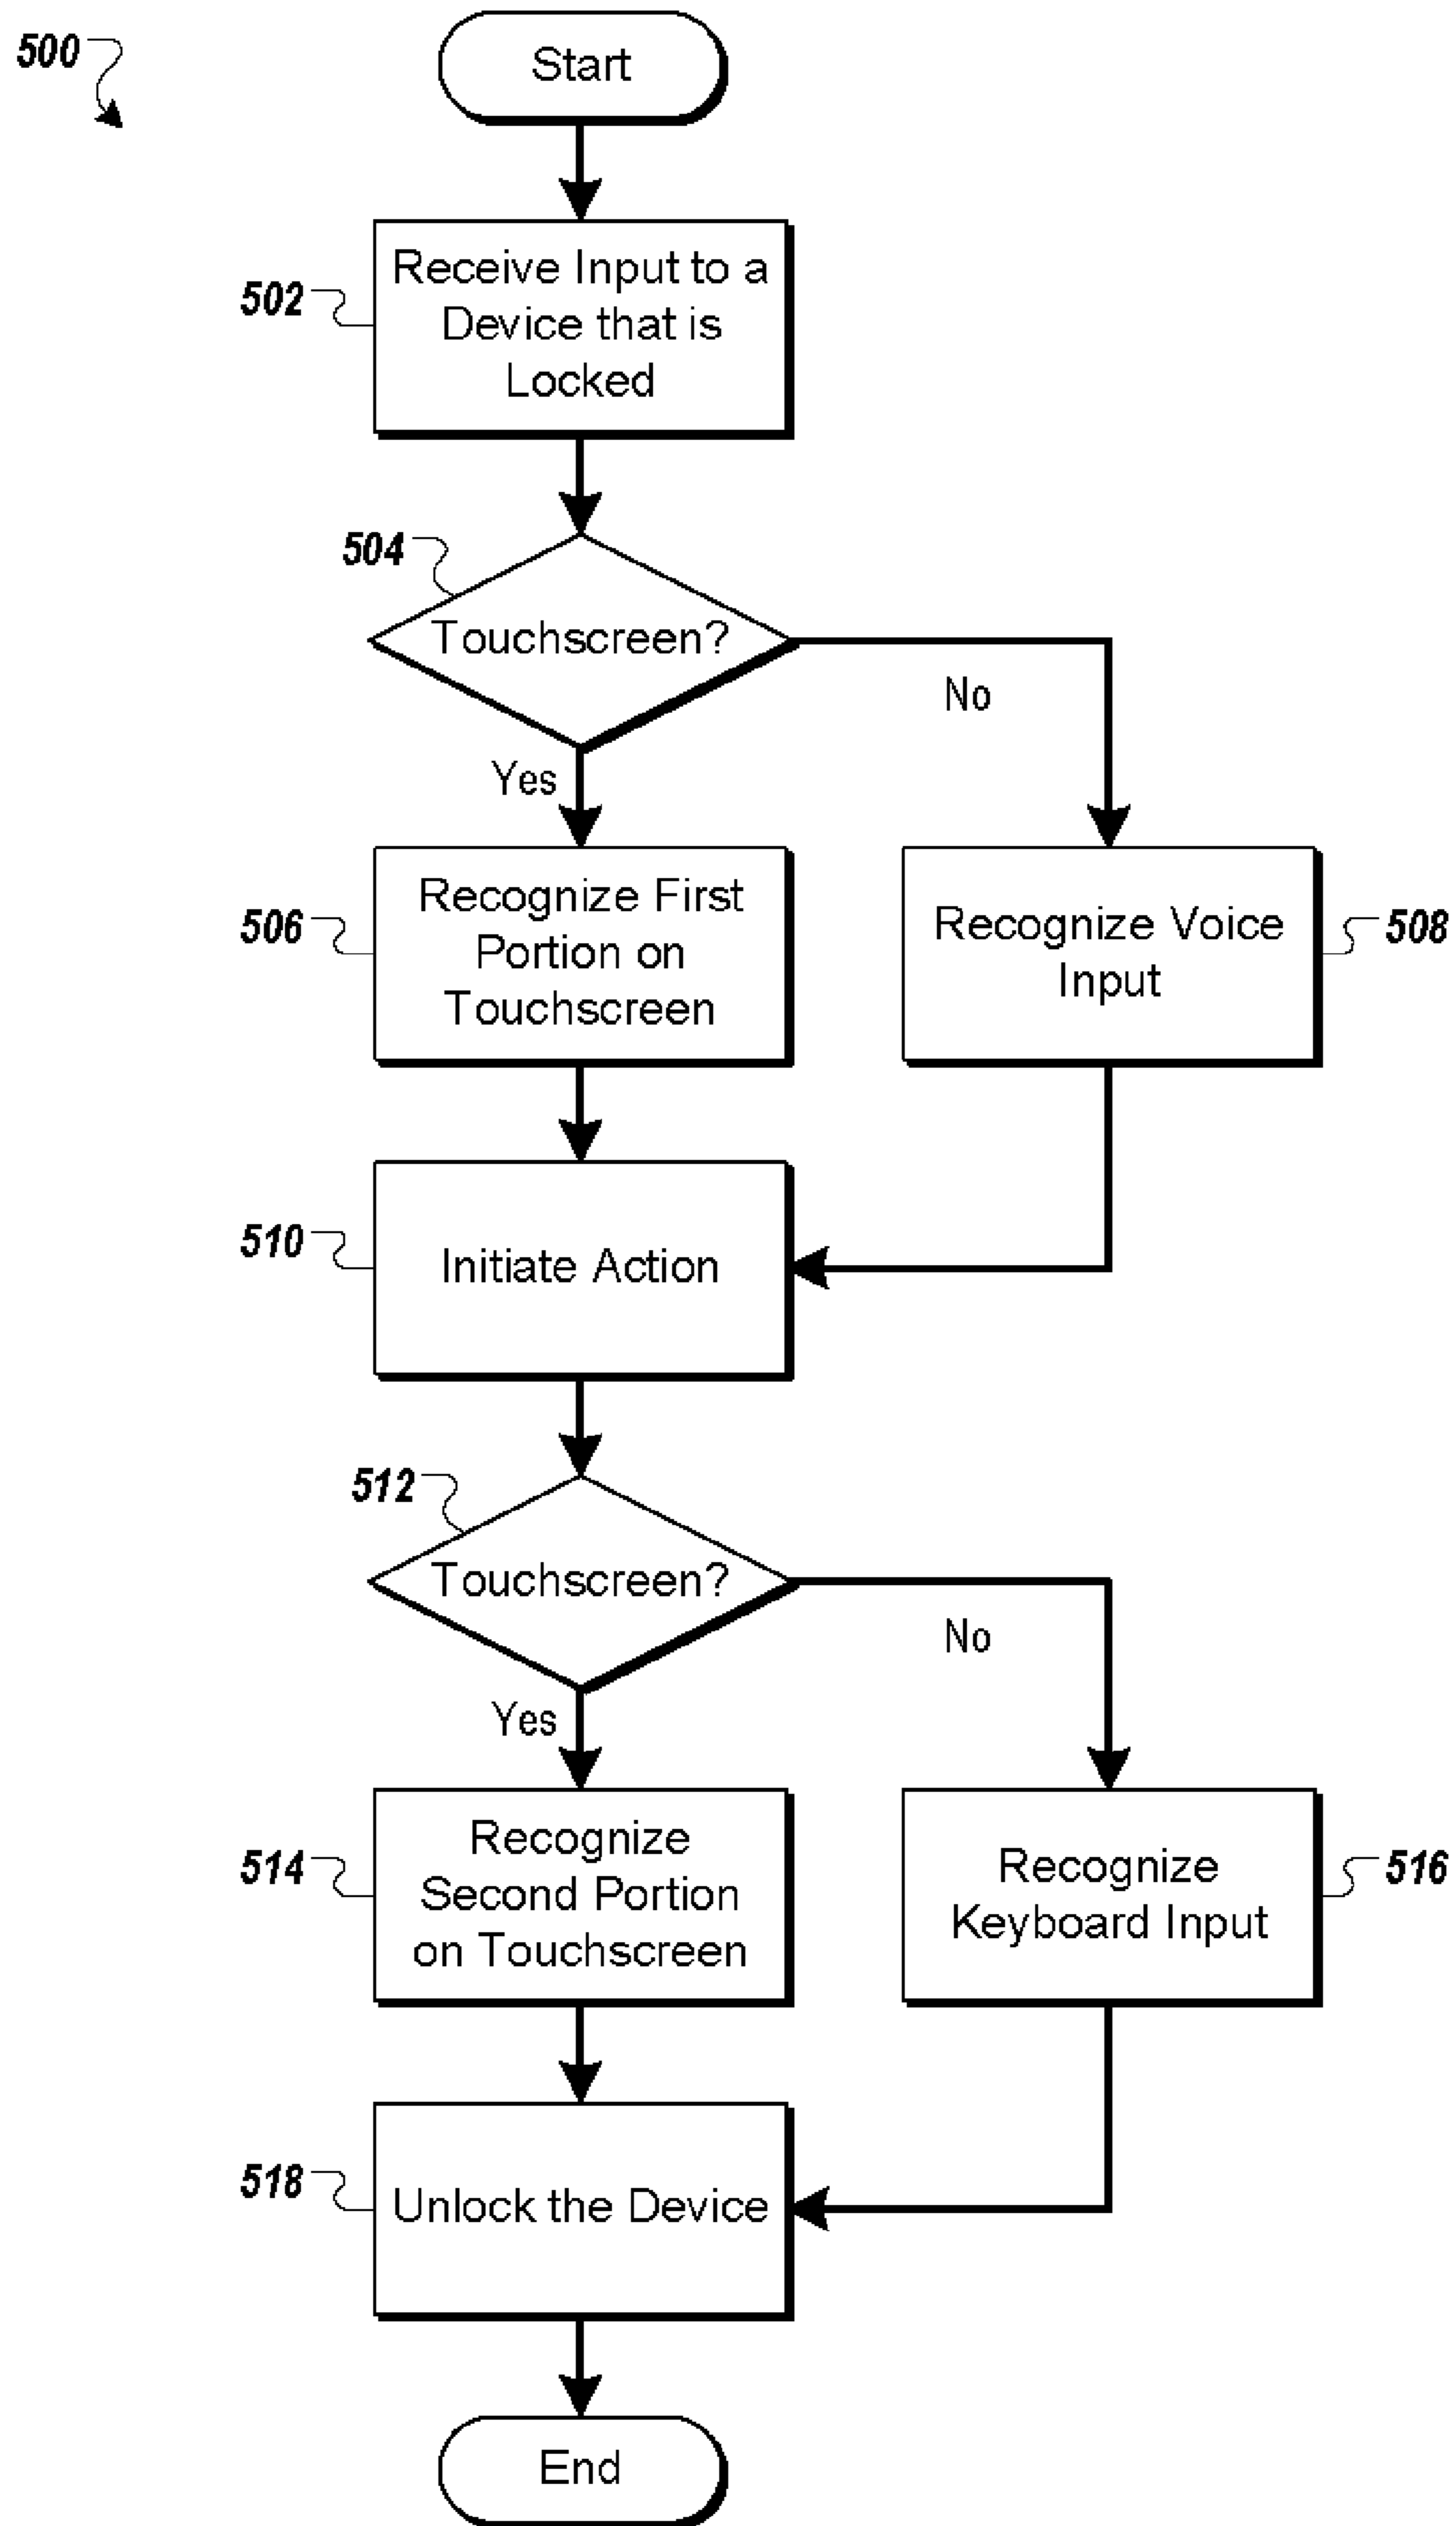 500
Start
502
Receive Input to a
Device that is
Locked
504
Touchscreen?
No
Yes
506
Recognize First
Portion on
Touchscreen
Recognize Voice
Input
508
510
Initiate Action
512
Touchscreen?
No
Yes
514
Recognize
Second Portion
on Touchscreen
Recognize
Keyboard Input
516
518
Unlock the Device
End